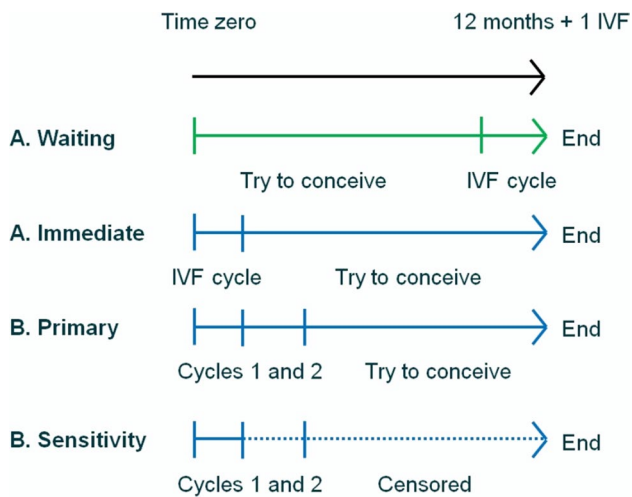 Time zero 12 months + 1 IVF
A. Waiting End
Try to conceive IVF cycle
A. Immediate End
IVF cycle Try to conceive
B. Primary End
Cycles 1 and 2 Try to conceive
B. Sensitivity End
Cycles 1 and 2 Censored